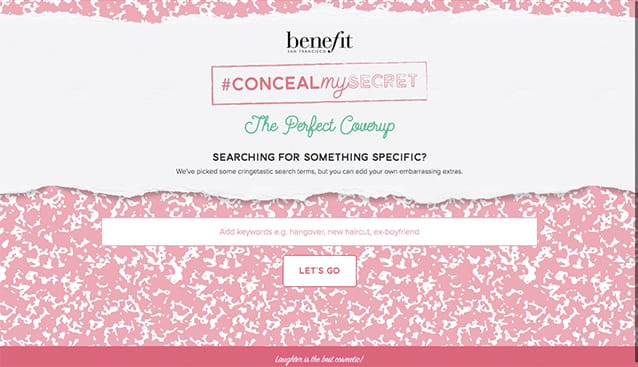 benefit
SAN FRANCISCO
#CONCEALmySECRET
The Perfect Coverup
SEARCHING FOR SOMETHING SPECIFIC?
We've picked some cringetastic search terms, but you can add your own embarrassing extras.
Add keywords e.g. hangover, new haircut, ex-boyfriend
LET'S GO
Laughter is the best cosmetic!